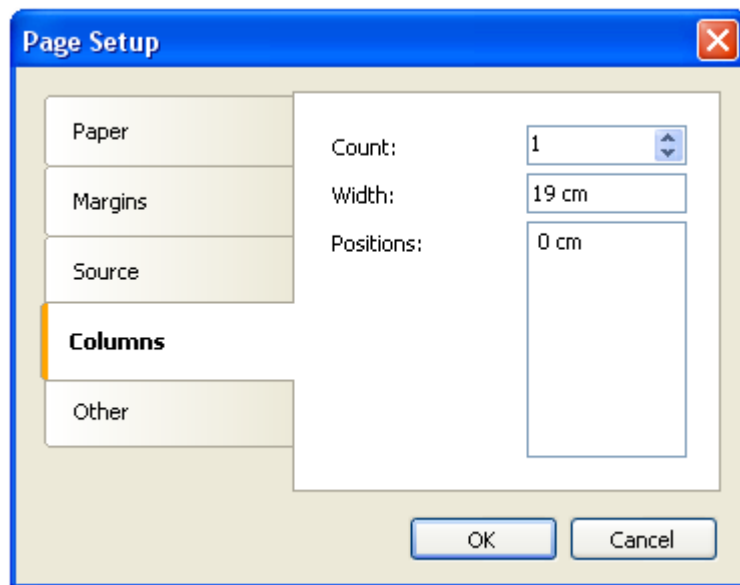 Page Setup
Paper
Margins
Source
Columns
Other
Count: 1
Width: 19 cm
Positions: 0 cm
OK Cancel